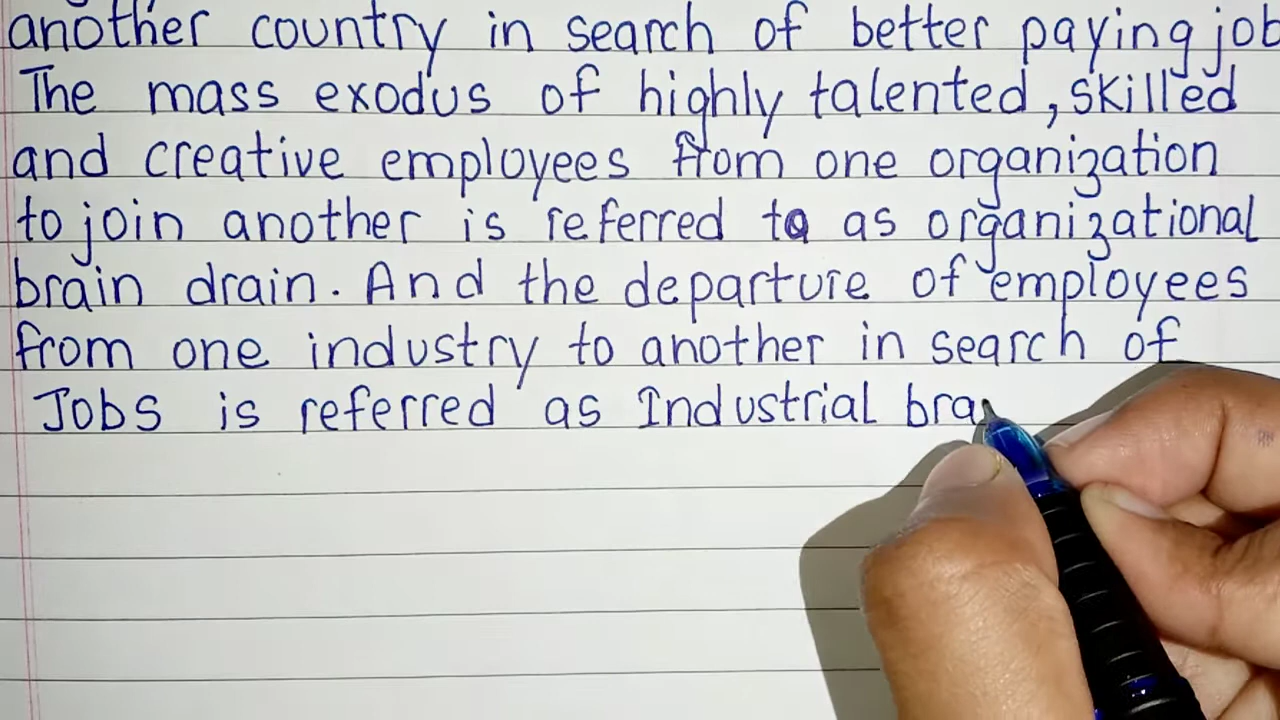 another country in search of better paying job
The mass exodus of highly talented, skilled
and creative employees from one organization
to join another is referred to as organizational
brain drain. And the departure of employees
from one industry to another in search of
Jobs is referred as Industrial bra